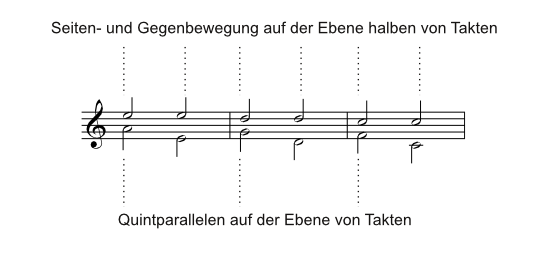 Seiten- und Gegenbewegung auf der Ebene halben von Takten
Quintparallelen auf der Ebene von Takten